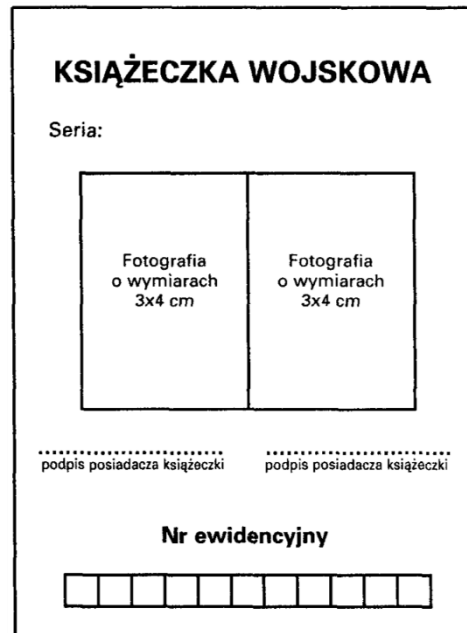 KSIĄŻECZKA WOJSKOWA
Seria:
Fotografia
o wymiarach
3x4 cm
Fotografia
o wymiarach
3x4 cm
podpis posiadacza książeczki
podpis posiadacza książeczki
Nr ewidencyjny